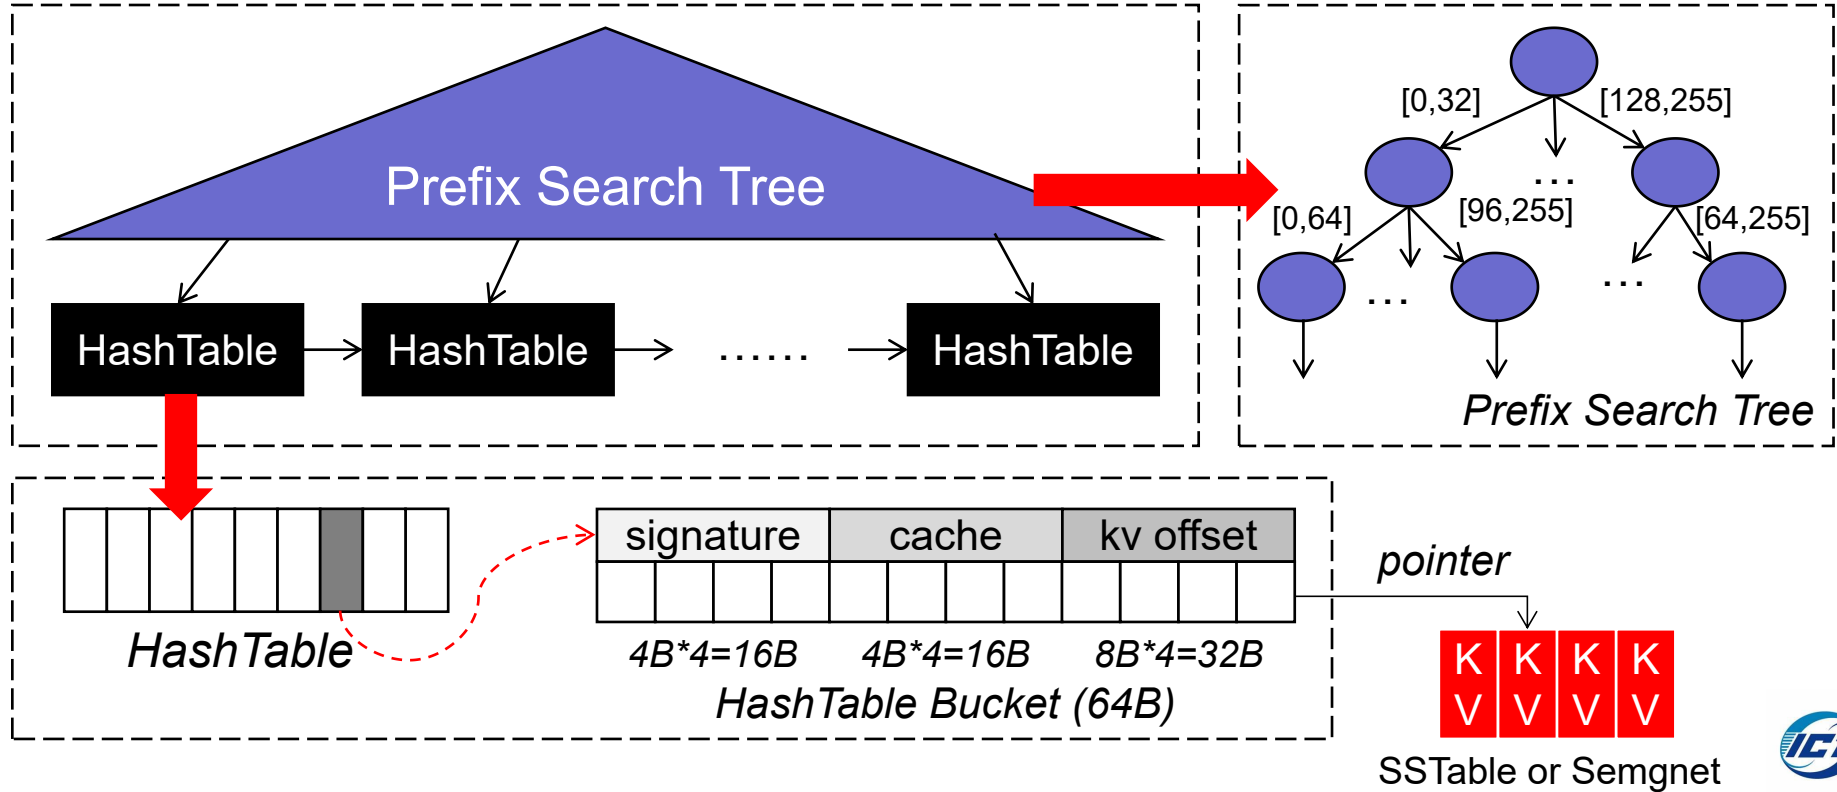 Prefix Search Tree
HashTable
HashTable
......
HashTable
[0,32]
[128,255]
...
[0,64]
[96,255]
[64,255]
...
...
Prefix Search Tree
HashTable
signature
cache
kv offset
4B*4=16B
4B*4=16B
8B*4=32B
HashTable Bucket (64B)
pointer
K K K K
V V V V
SSTable or Semgnet